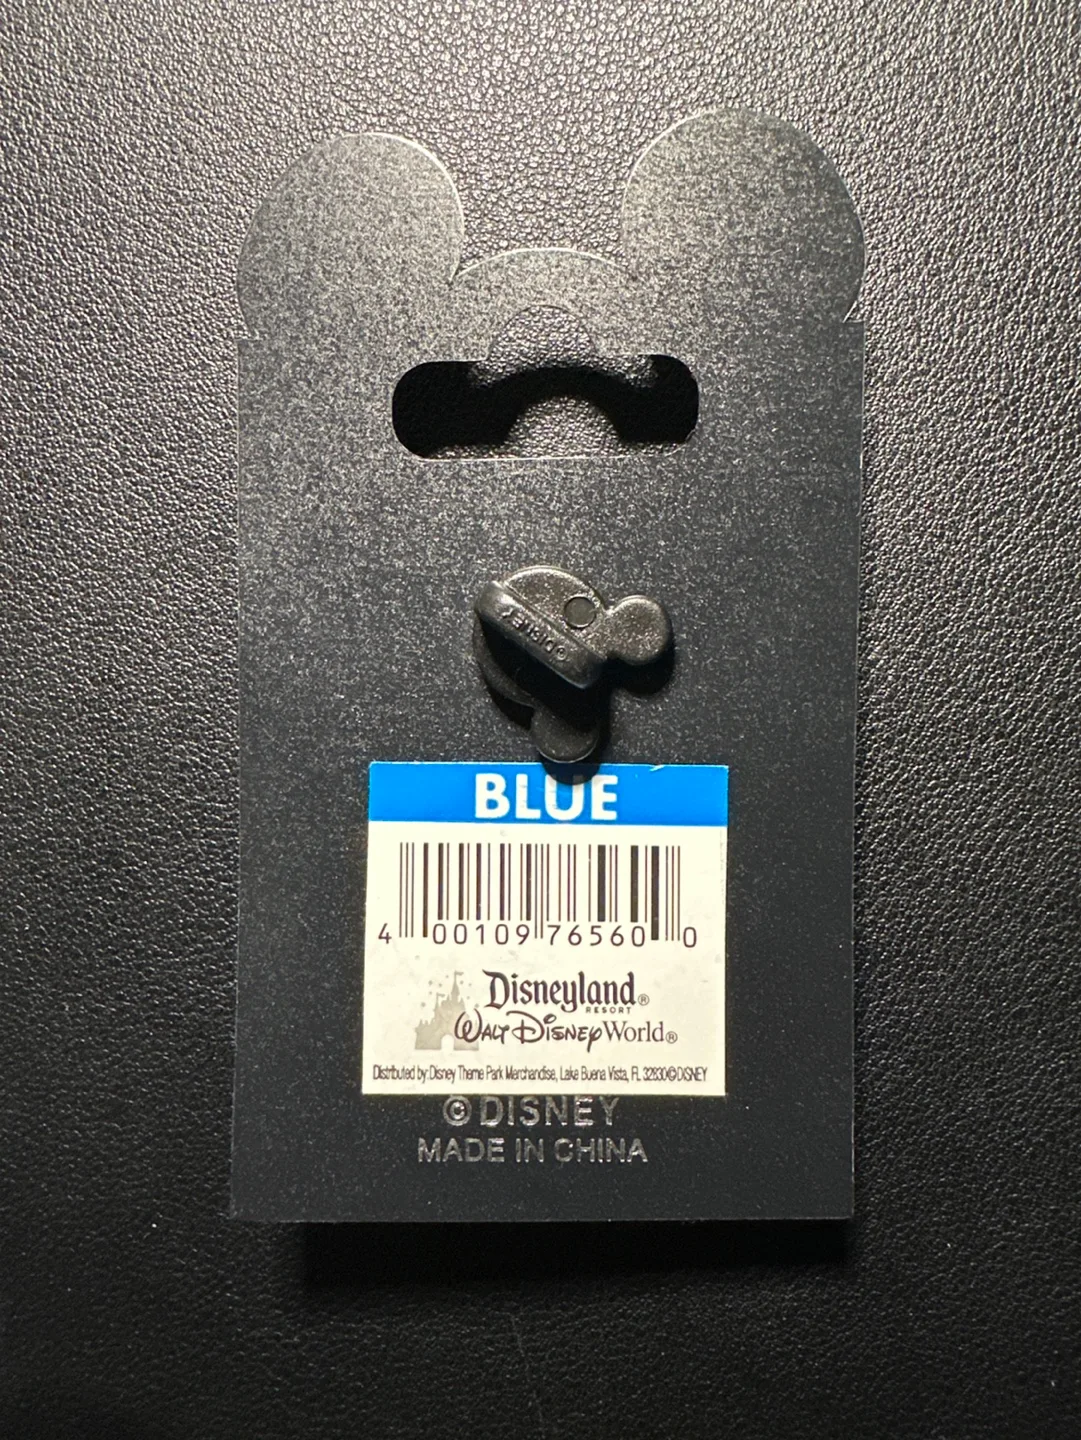 ©DISNEY
BLUE
4 00109 76560 0
Disneyland®
RESORT
Walt Disney World®
Distributed by: Disney Theme Park Merchandise, Lake Buena Vista, FL 32830©DISNEY
©DISNEY
MADE IN CHINA